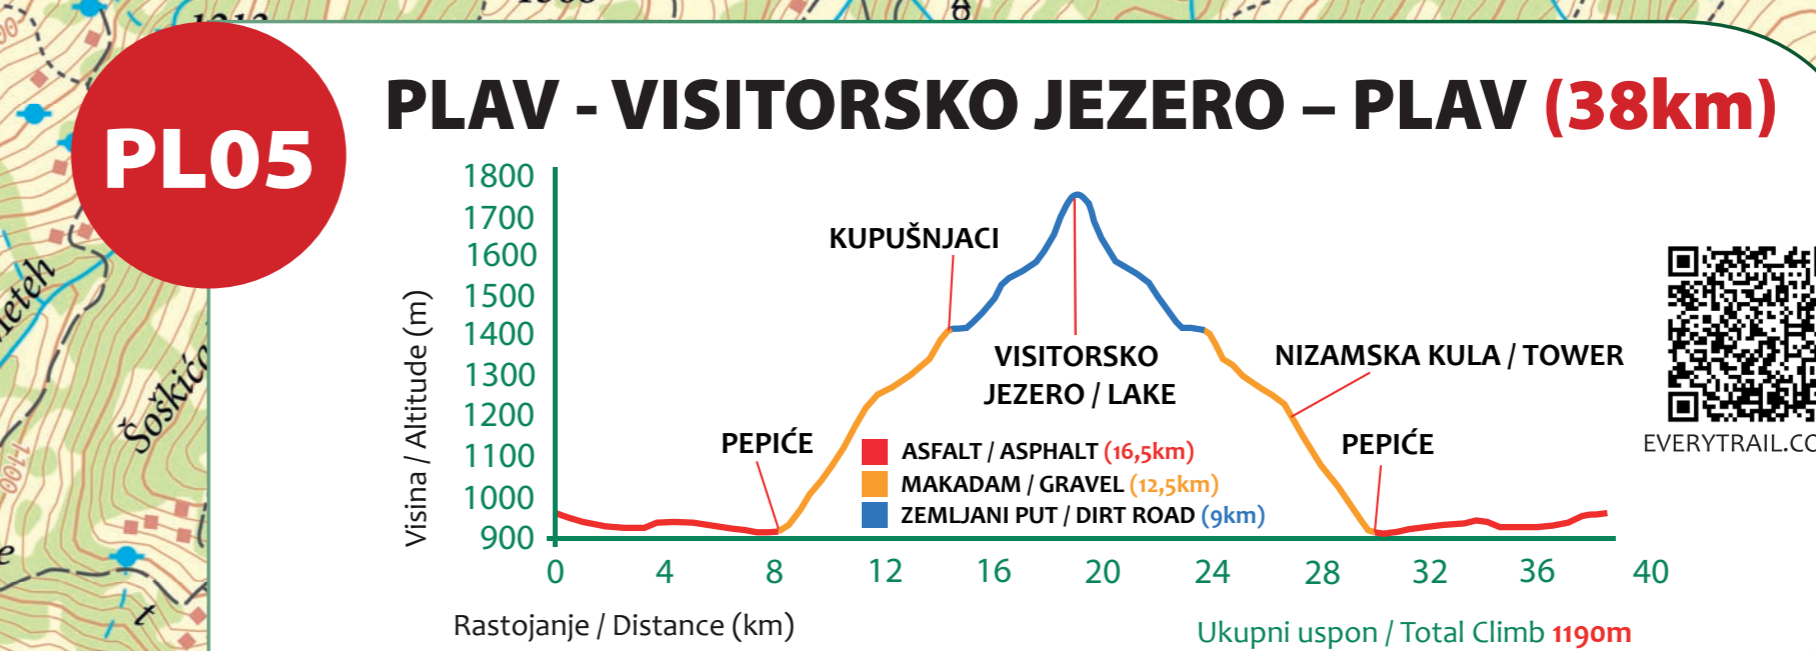 PL05
PLAV - VISITORSKO JEZERO – PLAV (38km)
Visina / Altitude (m)
1800
1700
1600
1500
1400
1300
1200
1100
1000
900
KUPUŠNJACI
VISITORSKO
JEZERO / LAKE
NIZAMSKA KULA / TOWER
PEPIĆE
PEPIĆE
ASFALT / ASPHALT (16,5km)
MAKADAM / GRAVEL (12,5km)
ZEMLJANI PUT / DIRT ROAD (9km)
0 4 8 12 16 20 24 28 32 36 40
Rastojanje / Distance (km)
Ukupni uspon / Total Climb 1190m
EVERYTRAIL.CO
1100